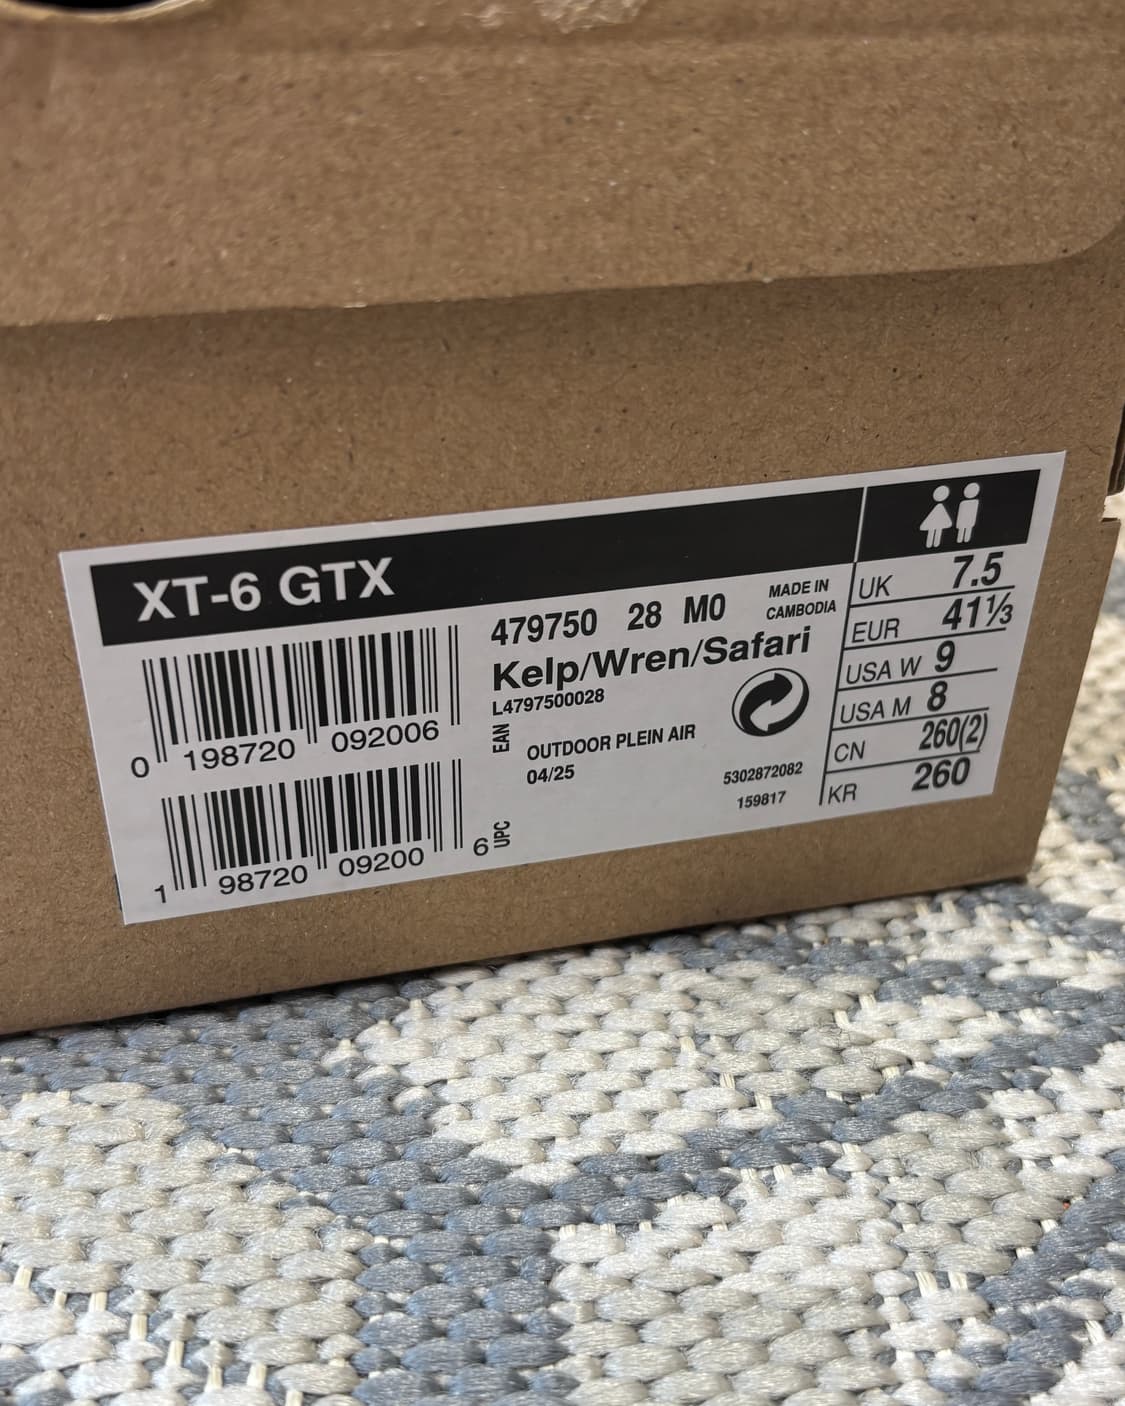 XT-6 GTX
0 198720 092006
EAN
1 98720 09200 6
UPC
479750 28 M0
Kelp/Wren/Safari
L4797500028
OUTDOOR PLEIN AIR
04/25
MADE IN
CAMBODIA
5302872082
159817
UK 7.5
EUR 41⅓
USA W 9
USA M 8
CN 260(2)
KR 260